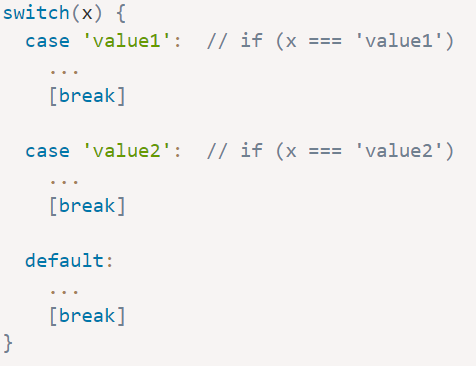 switch(x) {
  case 'value1':  // if (x === 'value1')
    ...
    [break]

  case 'value2':  // if (x === 'value2')
    ...
    [break]

  default:
    ...
    [break]
}